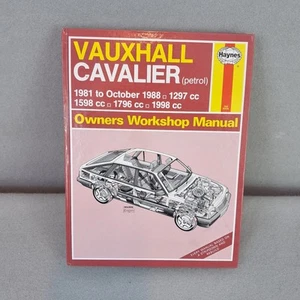 VAUXHALL
Haynes
CAVALIER (petrol)
1981 to October 1988 □ 1297 cc
1598 cc □ 1796 cc □ 1998 cc
Owners Workshop Manual